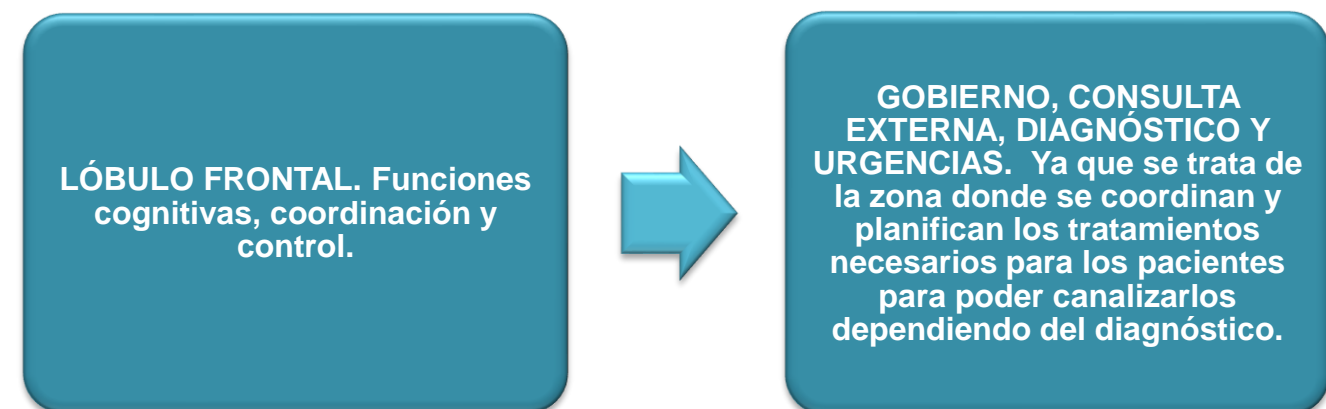 LÓBULO FRONTAL. Funciones
cognitivas, coordinación y
control.
GOBIERNO, CONSULTA
EXTERNA, DIAGNÓSTICO Y
URGENCIAS.  Ya que se trata de
la zona donde se coordinan y
planifican los tratamientos
necesarios para los pacientes
para poder canalizarlos
dependiendo del diagnóstico.